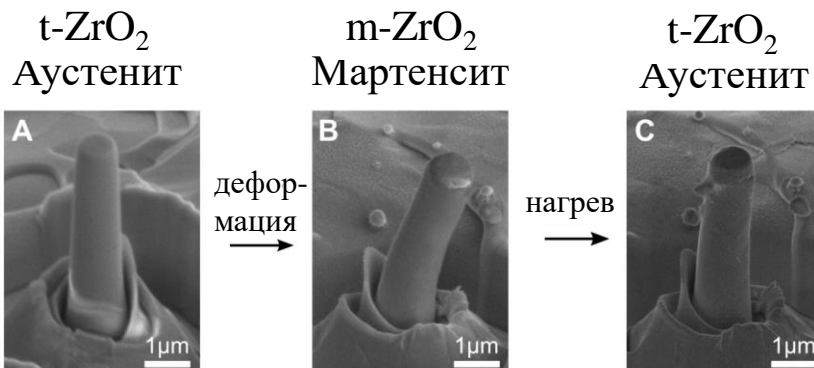 t-ZrO₂
Аустенит
m-ZrO₂
Мартенсит
t-ZrO₂
Аустенит
A
дефор-
мация
B
нагрев
C
1µm
1µm
1µm